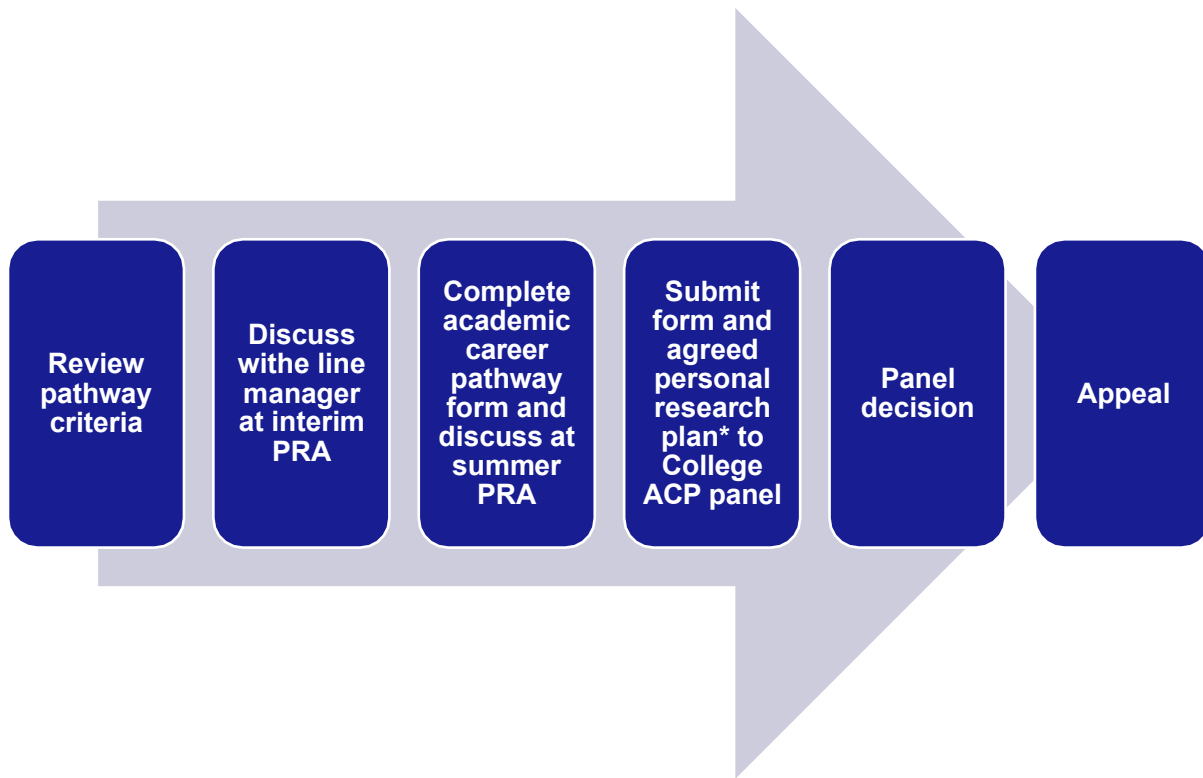 Review
pathway
criteria
Discuss
withe line
manager
at interim
PRA
Complete
academic
career
pathway
form and
discuss at
summer
PRA
Submit
form and
agreed
personal
research
plan* to
College
ACP panel
Panel
decision
Appeal